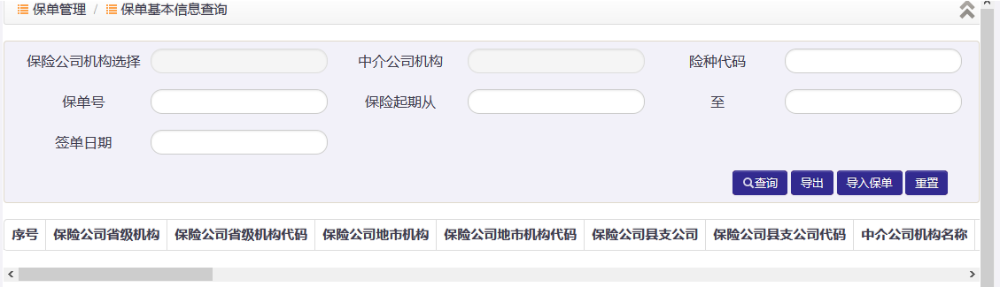 保单管理 / 保单基本信息查询
保险公司机构选择 中介公司机构 险种代码
保单号 保险起期从 至
签单日期
查询 导出 导入保单 重置
序号 保险公司省级机构 保险公司省级机构代码 保险公司地市机构 保险公司地市机构代码 保险公司县支公司 保险公司县支公司代码 中介公司机构名称